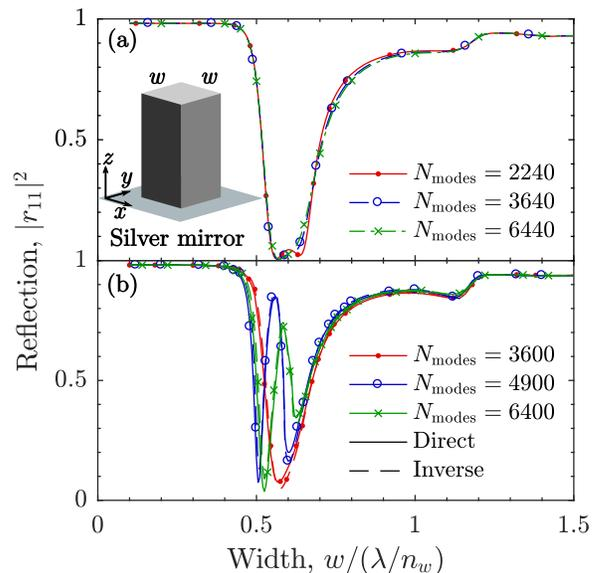 1
(a)
w w
0.5
z
y
x
Silver mirror
N_modes = 2240
N_modes = 3640
N_modes = 6440
Reflection, |r_11|^2
1
(b)
0.5
N_modes = 3600
N_modes = 4900
N_modes = 6400
Direct
Inverse
0
0 0.5 1 1.5
Width, w/(λ/n_w)